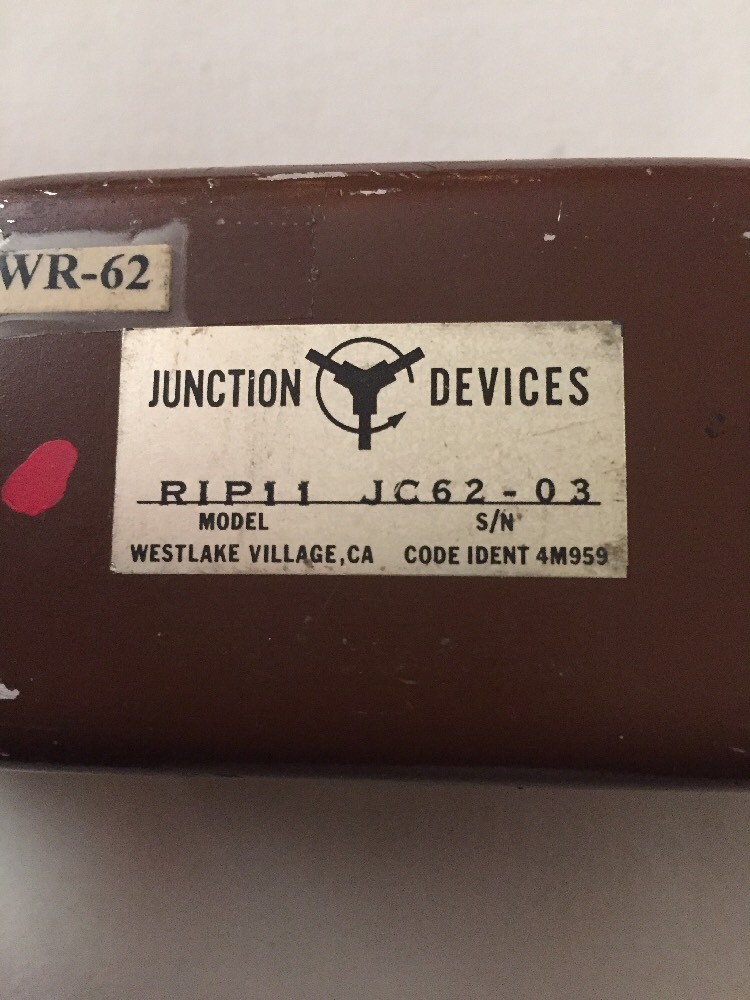 WR-62
JUNCTION DEVICES
RIP11 JC62-03
MODEL S/N
WESTLAKE VILLAGE, CA CODE IDENT 4M959